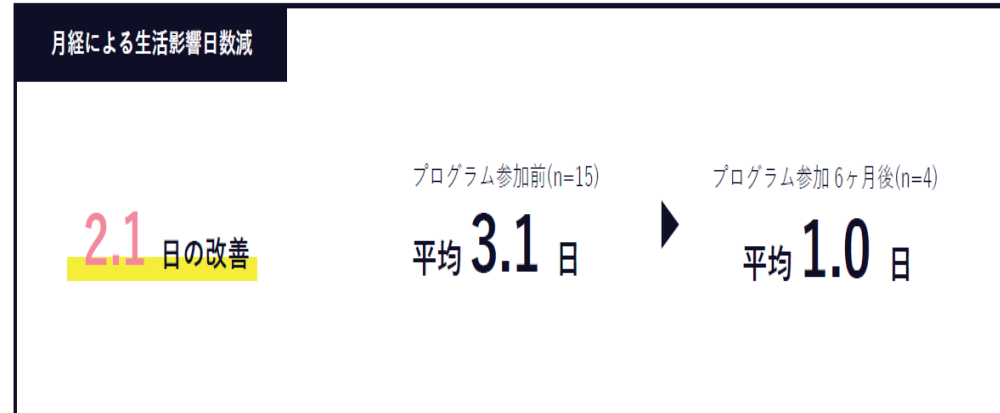 月経による生活影響日数減
プログラム参加前(n=15)
プログラム参加 6ヶ月後(n=4)
2.1 日の改善
平均 3.1 日
平均 1.0 日